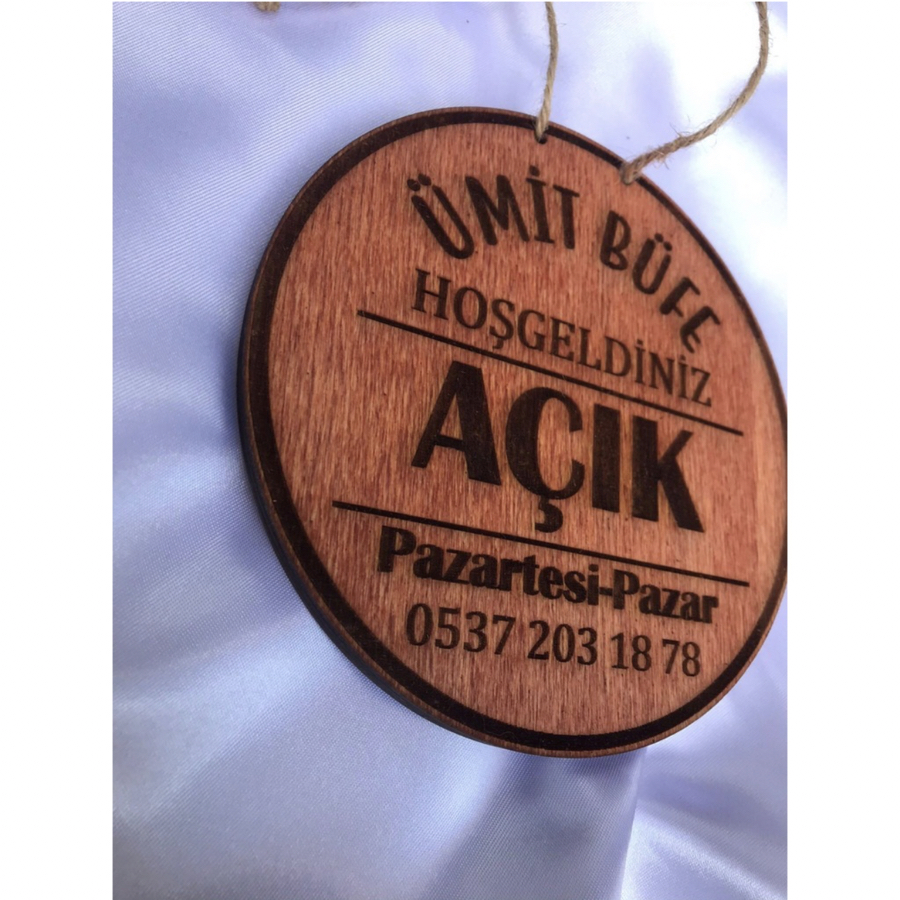 ÜMİT BÜFE
HOŞGELDİNİZ
AÇIK
Pazartesi-Pazar
0537 203 18 78